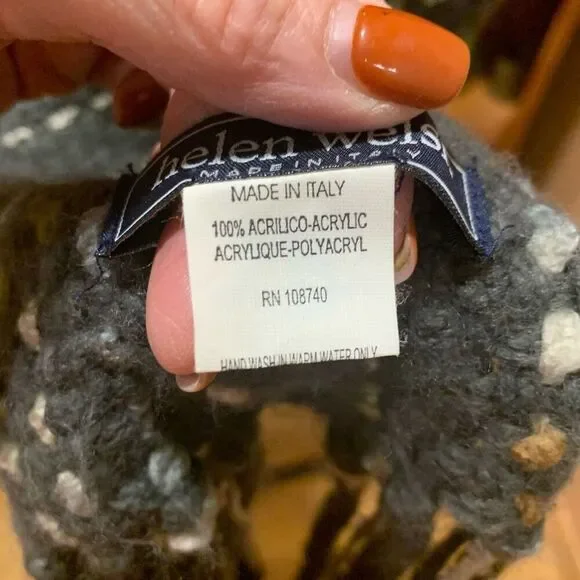 helen welsh
MADE IN ITALY
MADE IN ITALY
100% ACRILICO-ACRYLIC
ACRYLIQUE-POLYACRYL
RN 108740
HAND WASH IN WARM WATER ONLY